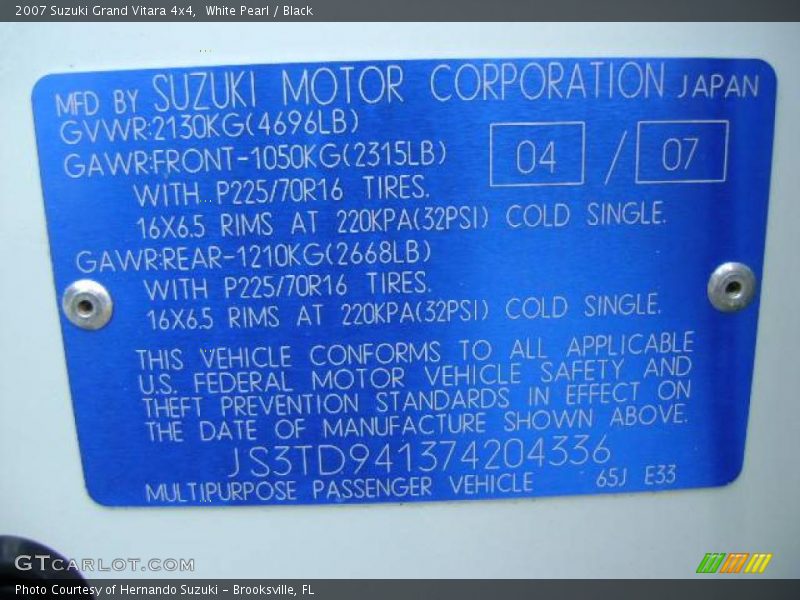 2007 Suzuki Grand Vitara 4x4,  White Pearl / Black
MFD BY SUZUKI MOTOR CORPORATION JAPAN
GVWR:2130KG(4696LB)
GAWR:FRONT-1050KG(2315LB) 04 / 07
WITH P225/70R16 TIRES.
16X6.5 RIMS AT 220KPA(32PSI) COLD SINGLE.
GAWR:REAR-1210KG(2668LB)
WITH P225/70R16 TIRES.
16X6.5 RIMS AT 220KPA(32PSI) COLD SINGLE.
THIS VEHICLE CONFORMS TO ALL APPLICABLE
U.S. FEDERAL MOTOR VEHICLE SAFETY AND
THEFT PREVENTION STANDARDS IN EFFECT ON
THE DATE OF MANUFACTURE SHOWN ABOVE.
JS3TD941374204336
MULTIPURPOSE PASSENGER VEHICLE 65J E33
GTCARLOT.COM
Photo Courtesy of Hernando Suzuki - Brooksville, FL